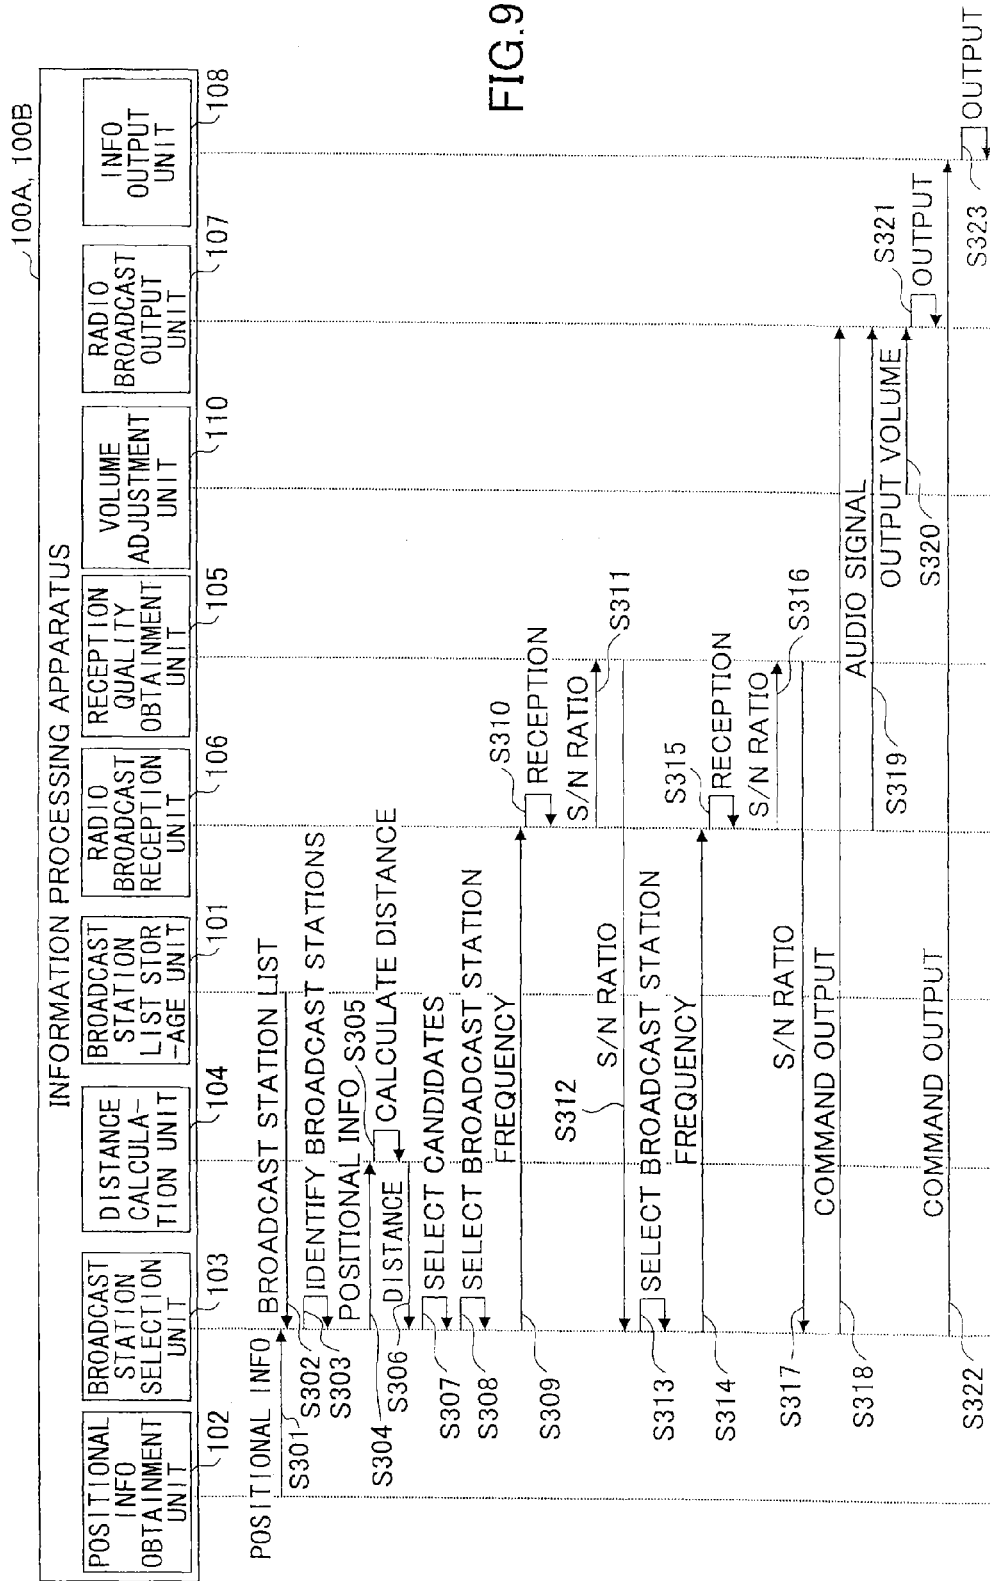 FIG.9
100A, 100B
INFORMATION PROCESSING APPARATUS
POSITIONAL
INFO
OBTAINMENT
UNIT
102
BROADCAST
STATION
SELECTION
UNIT
103
DISTANCE
CALCULA-
TION UNIT
104
BROADCAST
STATION
LIST STOR
-AGE UNIT
101
RADIO
BROADCAST
RECEPTION
UNIT
106
RECEPTION
QUALITY
OBTAINMENT
UNIT
105
VOLUME
ADJUSTMENT
UNIT
110
RADIO
BROADCAST
OUTPUT
UNIT
107
INFO
OUTPUT
UNIT
108
POSITIONAL INFO
S301
BROADCAST STATION LIST
S302
IDENTIFY BROADCAST STATIONS
S303
POSITIONAL INFO
S304
S305
CALCULATE DISTANCE
DISTANCE
S306
SELECT CANDIDATES
S307
SELECT BROADCAST STATION
S308
FREQUENCY
S309
S310
RECEPTION
S/N RATIO
S311
S/N RATIO
S312
SELECT BROADCAST STATION
S313
FREQUENCY
S314
S315
RECEPTION
S/N RATIO
S316
S/N RATIO
S317
COMMAND OUTPUT
S318
AUDIO SIGNAL
S319
OUTPUT VOLUME
S320
S321
OUTPUT
COMMAND OUTPUT
S322
S323
OUTPUT